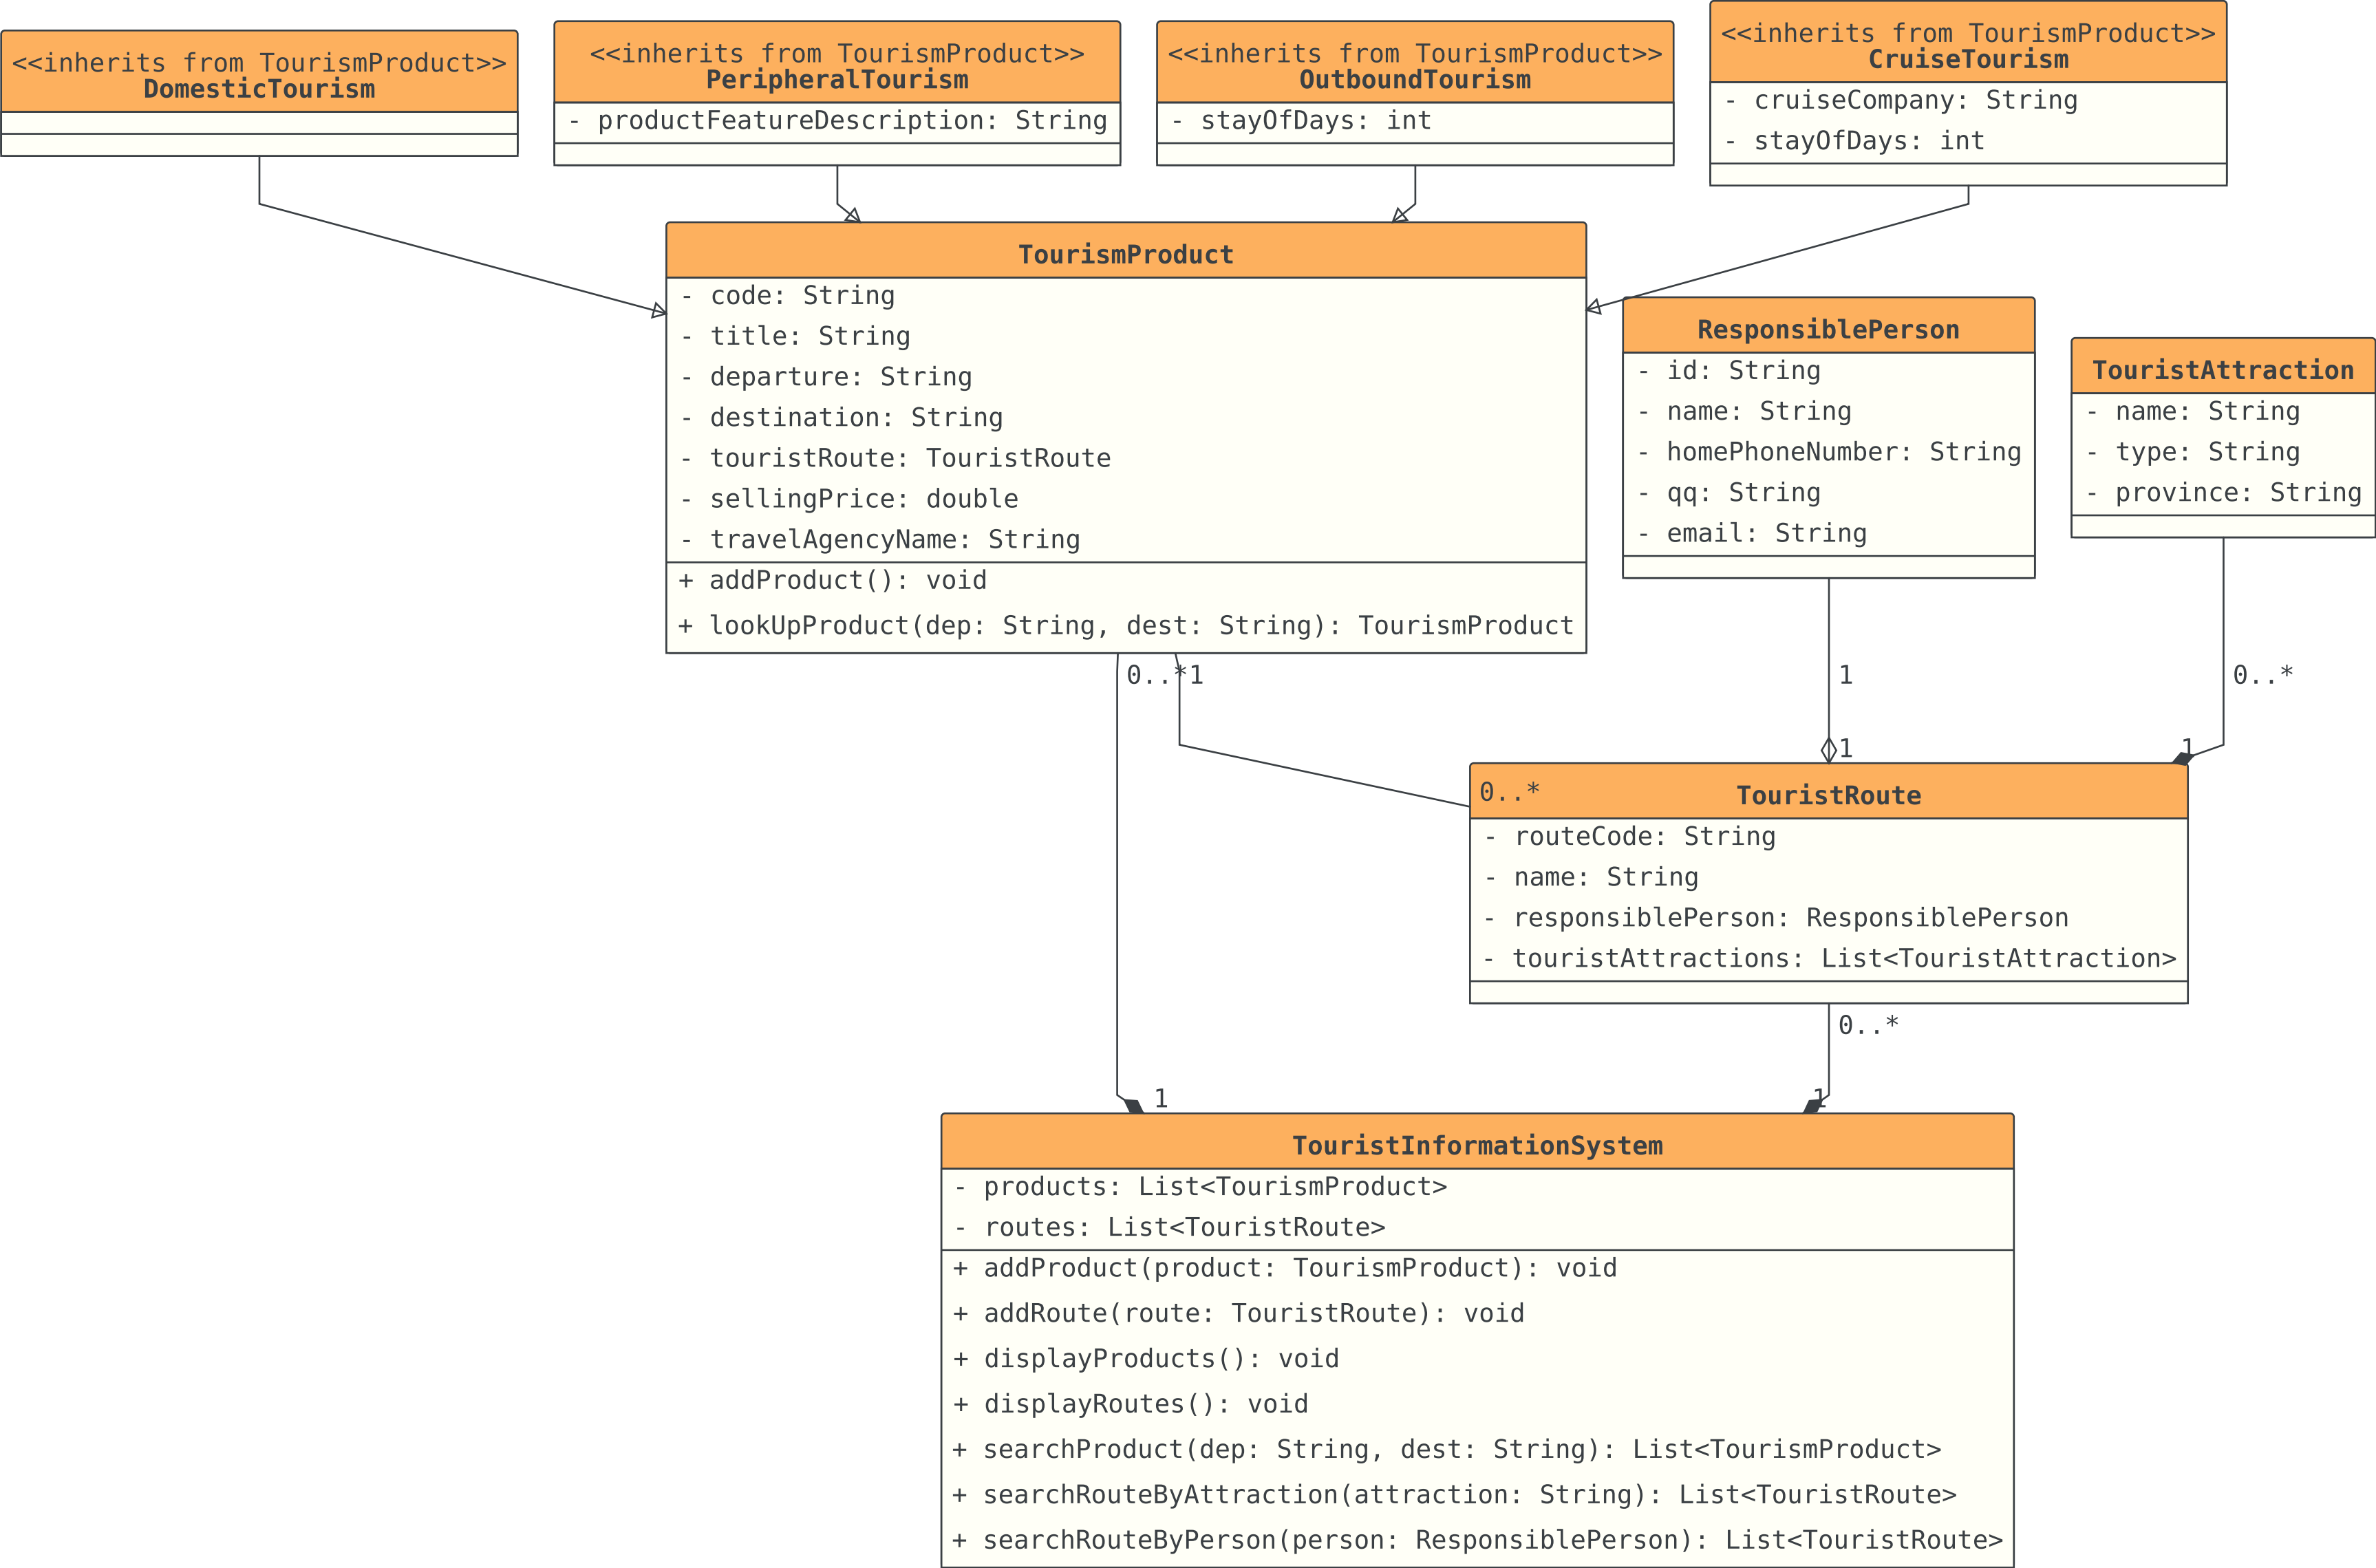 <<inherits from TourismProduct>>
DomesticTourism
<<inherits from TourismProduct>>
PeripheralTourism
- productFeatureDescription: String
<<inherits from TourismProduct>>
OutboundTourism
- stayOfDays: int
<<inherits from TourismProduct>>
CruiseTourism
- cruiseCompany: String
- stayOfDays: int
TourismProduct
- code: String
- title: String
- departure: String
- destination: String
- touristRoute: TouristRoute
- sellingPrice: double
- travelAgencyName: String
+ addProduct(): void
+ lookUpProduct(dep: String, dest: String): TourismProduct
ResponsiblePerson
- id: String
- name: String
- homePhoneNumber: String
- qq: String
- email: String
TouristAttraction
- name: String
- type: String
- province: String
0..*
1
1
0..*
1
1
0..*
TouristRoute
- routeCode: String
- name: String
- responsiblePerson: ResponsiblePerson
- touristAttractions: List<TouristAttraction>
0..*
1
1
TouristInformationSystem
- products: List<TourismProduct>
- routes: List<TouristRoute>
+ addProduct(product: TourismProduct): void
+ addRoute(route: TouristRoute): void
+ displayProducts(): void
+ displayRoutes(): void
+ searchProduct(dep: String, dest: String): List<TourismProduct>
+ searchRouteByAttraction(attraction: String): List<TouristRoute>
+ searchRouteByPerson(person: ResponsiblePerson): List<TouristRoute>